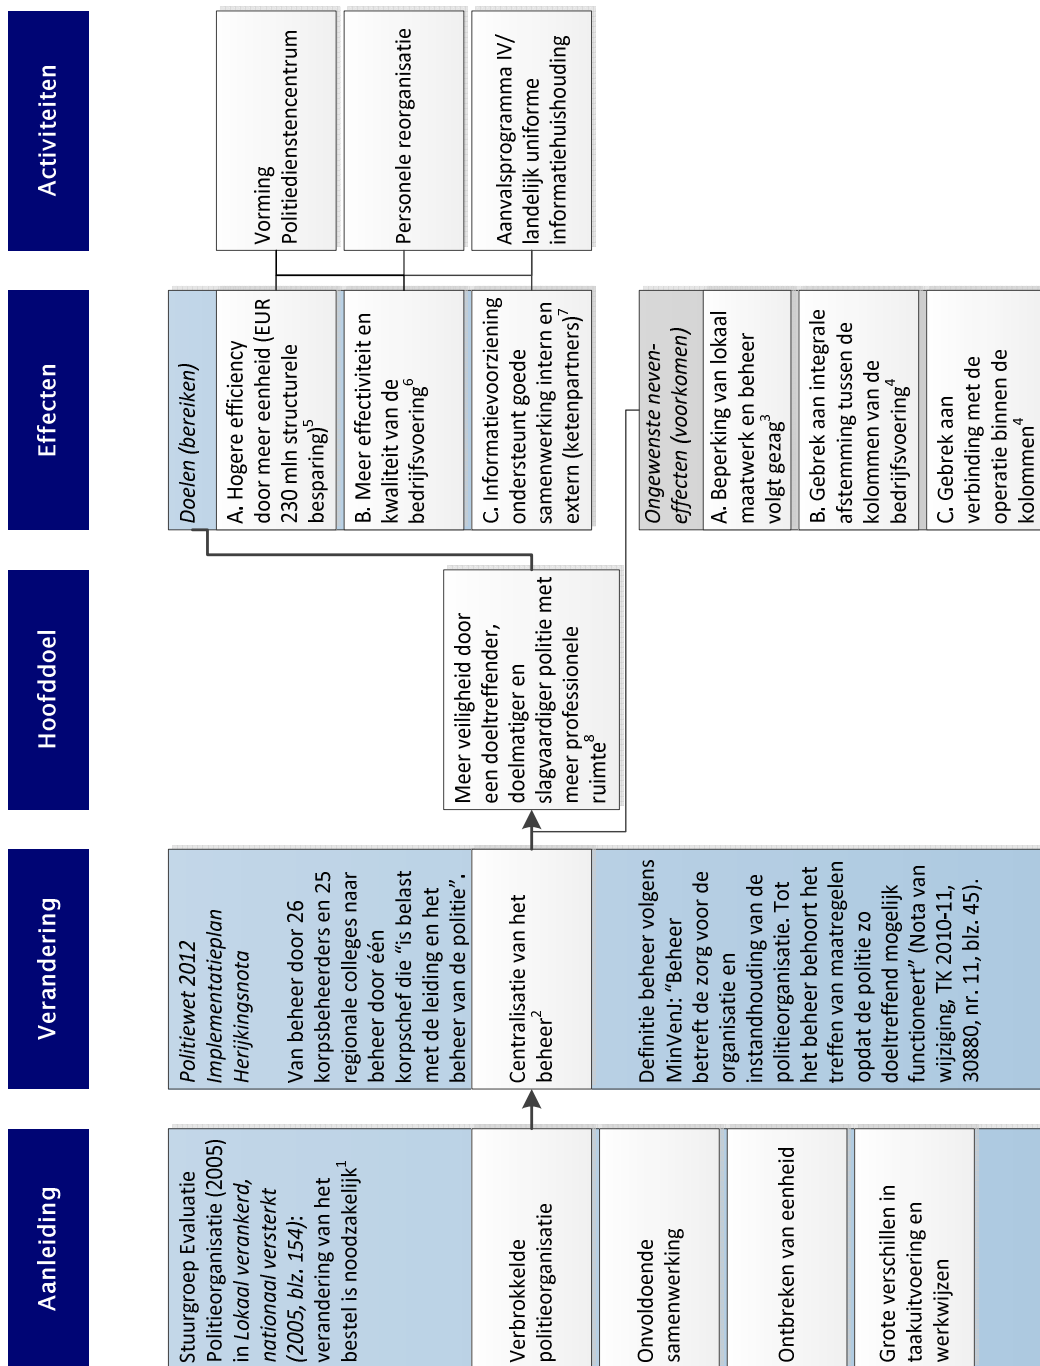 Aanleiding
Stuurgroep Evaluatie
Politieorganisatie (2005)
in Lokaal verankerd,
nationaal versterkt
(2005, blz. 154):
verandering van het
bestel is noodzakelijk¹
Verbrokkelde
politieorganisatie
Onvoldoende
samenwerking
Ontbreken van eenheid
Grote verschillen in
taakuitvoering en
werkwijzen
Verandering
Politiewet 2012
Implementatieplan
Herijkingsnota
Van beheer door 26
korpsbeheerders en 25
regionale colleges naar
beheer door één
korpschef die “is belast
met de leiding en het
beheer van de politie”.
Centralisatie van het
beheer²
Definitie beheer volgens
MinVenJ: “Beheer
betreft de zorg voor de
organisatie en
instandhouding van de
politieorganisatie. Tot
het beheer behoort het
treffen van maatregelen
opdat de politie zo
doeltreffend mogelijk
functioneert” (Nota van
wijziging, TK 2010-11,
30880, nr. 11, blz. 45).
Hoofddoel
Meer veiligheid door
een doeltreffender,
doelmatiger en
slagvaardiger politie met
meer professionele
ruimte⁸
Effecten
Doelen (bereiken)
A. Hogere efficiency
door meer eenheid (EUR
230 mln structurele
besparing)⁵
B. Meer effectiviteit en
kwaliteit van de
bedrijfsvoering⁶
C. Informatievoorziening
ondersteunt goede
samenwerking intern en
extern (ketenpartners)⁷
Ongewenste neven-
effecten (voorkomen)
A. Beperking van lokaal
maatwerk en beheer
volgt gezag³
B. Gebrek aan integrale
afstemming tussen de
kolommen van de
bedrijfsvoering⁴
C. Gebrek aan
verbinding met de
operatie binnen de
kolommen⁴
Activiteiten
Vorming
Politiedienstencentrum
Personele reorganisatie
Aanvalsprogramma IV/
landelijk uniforme
informatiehuishouding